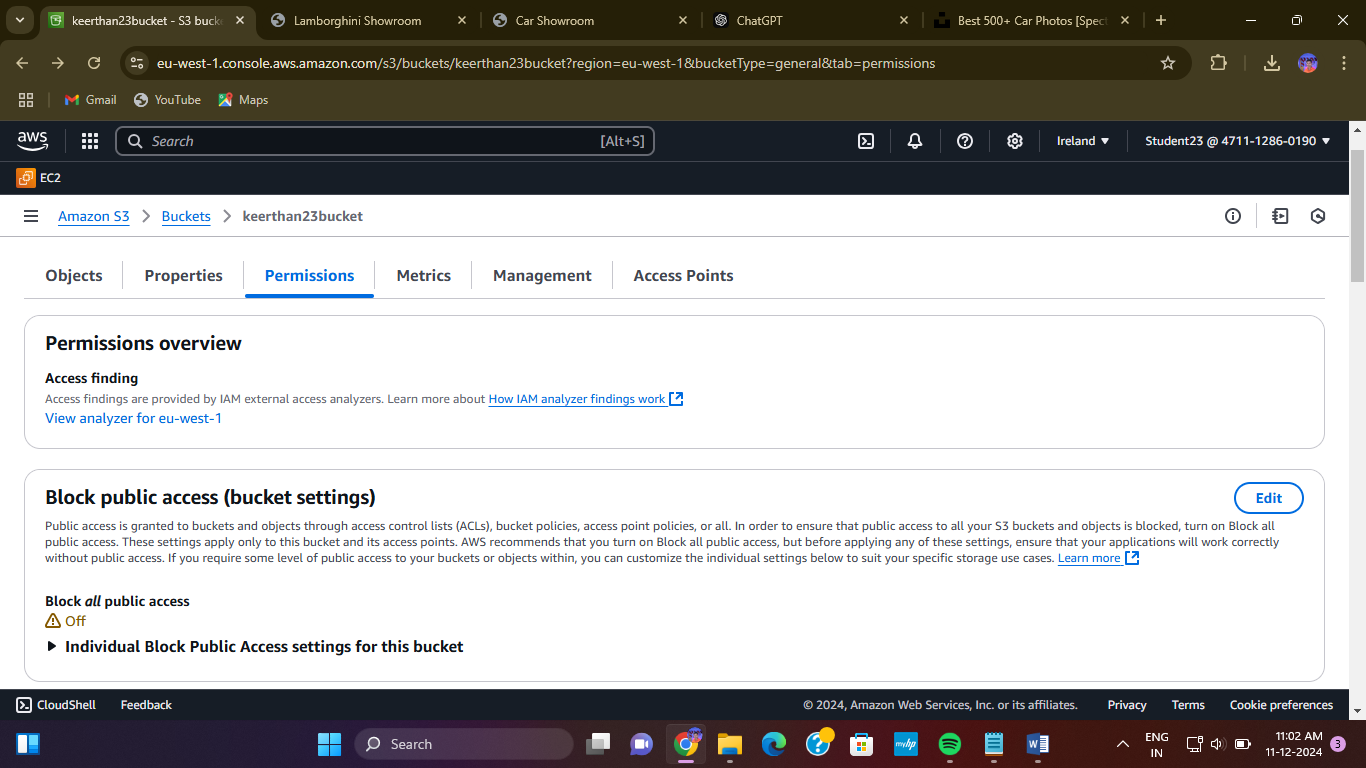 keerthan23bucket - S3 bucke
Lamborghini Showroom
Car Showroom
ChatGPT
Best 500+ Car Photos [Spect
eu-west-1.console.aws.amazon.com/s3/buckets/keerthan23bucket?region=eu-west-1&bucketType=general&tab=permissions
Gmail
YouTube
Maps
aws
Search
[Alt+S]
Ireland
Student23 @ 4711-1286-0190
EC2
Amazon S3
Buckets
keerthan23bucket
Objects
Properties
Permissions
Metrics
Management
Access Points
Permissions overview
Access finding
Access findings are provided by IAM external access analyzers. Learn more about How IAM analyzer findings work
View analyzer for eu-west-1
Block public access (bucket settings)
Edit
Public access is granted to buckets and objects through access control lists (ACLs), bucket policies, access point policies, or all. In order to ensure that public access to all your S3 buckets and objects is blocked, turn on Block all
public access. These settings apply only to this bucket and its access points. AWS recommends that you turn on Block all public access, but before applying any of these settings, ensure that your applications will work correctly
without public access. If you require some level of public access to your buckets or objects within, you can customize the individual settings below to suit your specific storage use cases. Learn more
Block all public access
Off
Individual Block Public Access settings for this bucket
CloudShell
Feedback
© 2024, Amazon Web Services, Inc. or its affiliates.
Privacy
Terms
Cookie preferences
Search
myhp
ENG
IN
11:02 AM
11-12-2024
3